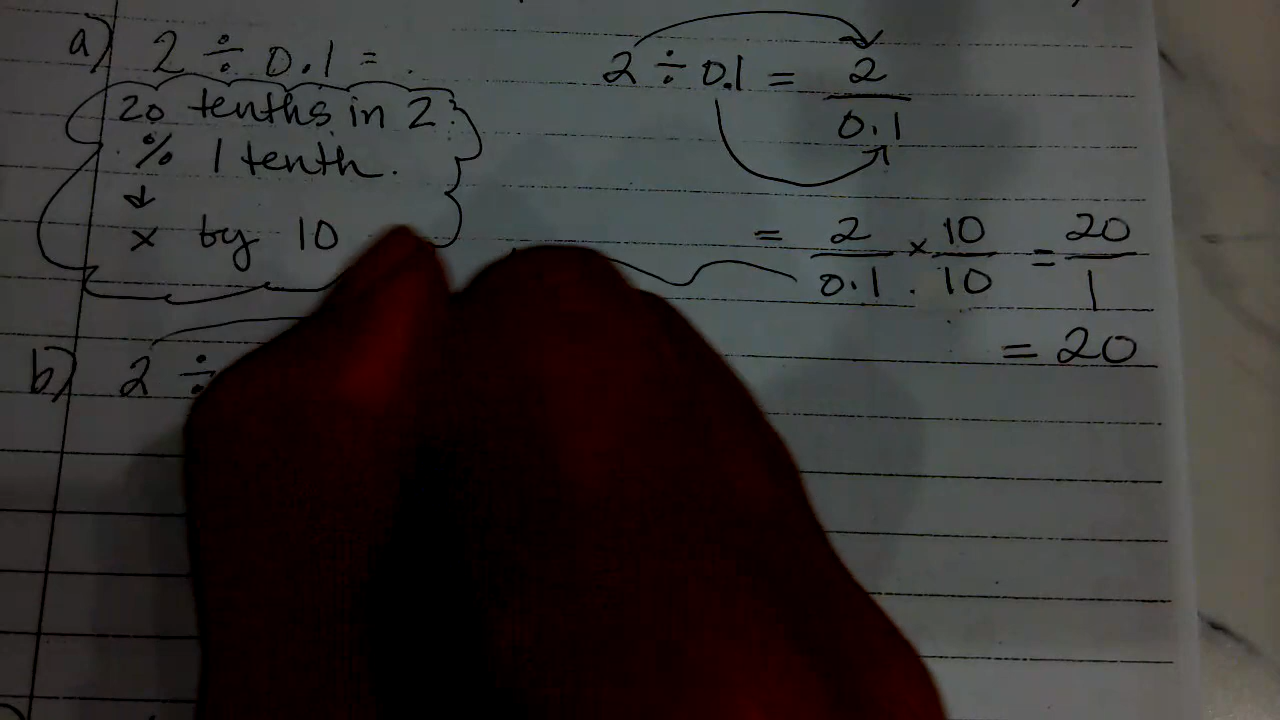 a) 2 ÷ 0.1 =
20 tenths in 2
% 1 tenth.
↓
x by 10
2 ÷ 0.1 = 2/0.1
= 2/0.1 × 10/10 = 20/1
= 20
b) 2 ÷